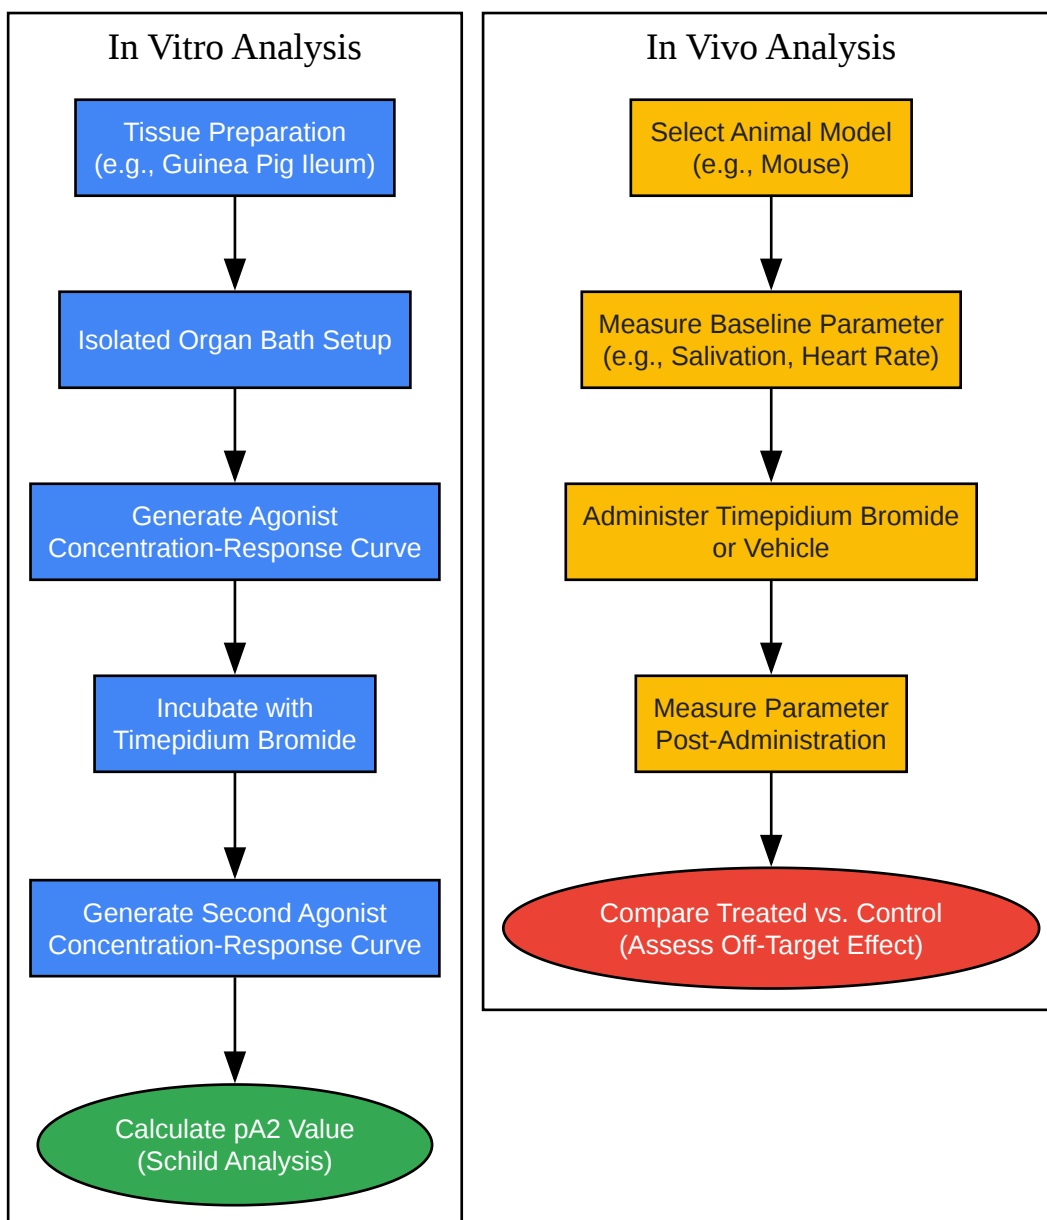 In Vitro Analysis
Tissue Preparation
(e.g., Guinea Pig Ileum)
Isolated Organ Bath Setup
Generate Agonist
Concentration-Response Curve
Incubate with
Timepidium Bromide
Generate Second Agonist
Concentration-Response Curve
Calculate pA2 Value
(Schild Analysis)
In Vivo Analysis
Select Animal Model
(e.g., Mouse)
Measure Baseline Parameter
(e.g., Salivation, Heart Rate)
Administer Timepidium Bromide
or Vehicle
Measure Parameter
Post-Administration
Compare Treated vs. Control
(Assess Off-Target Effect)